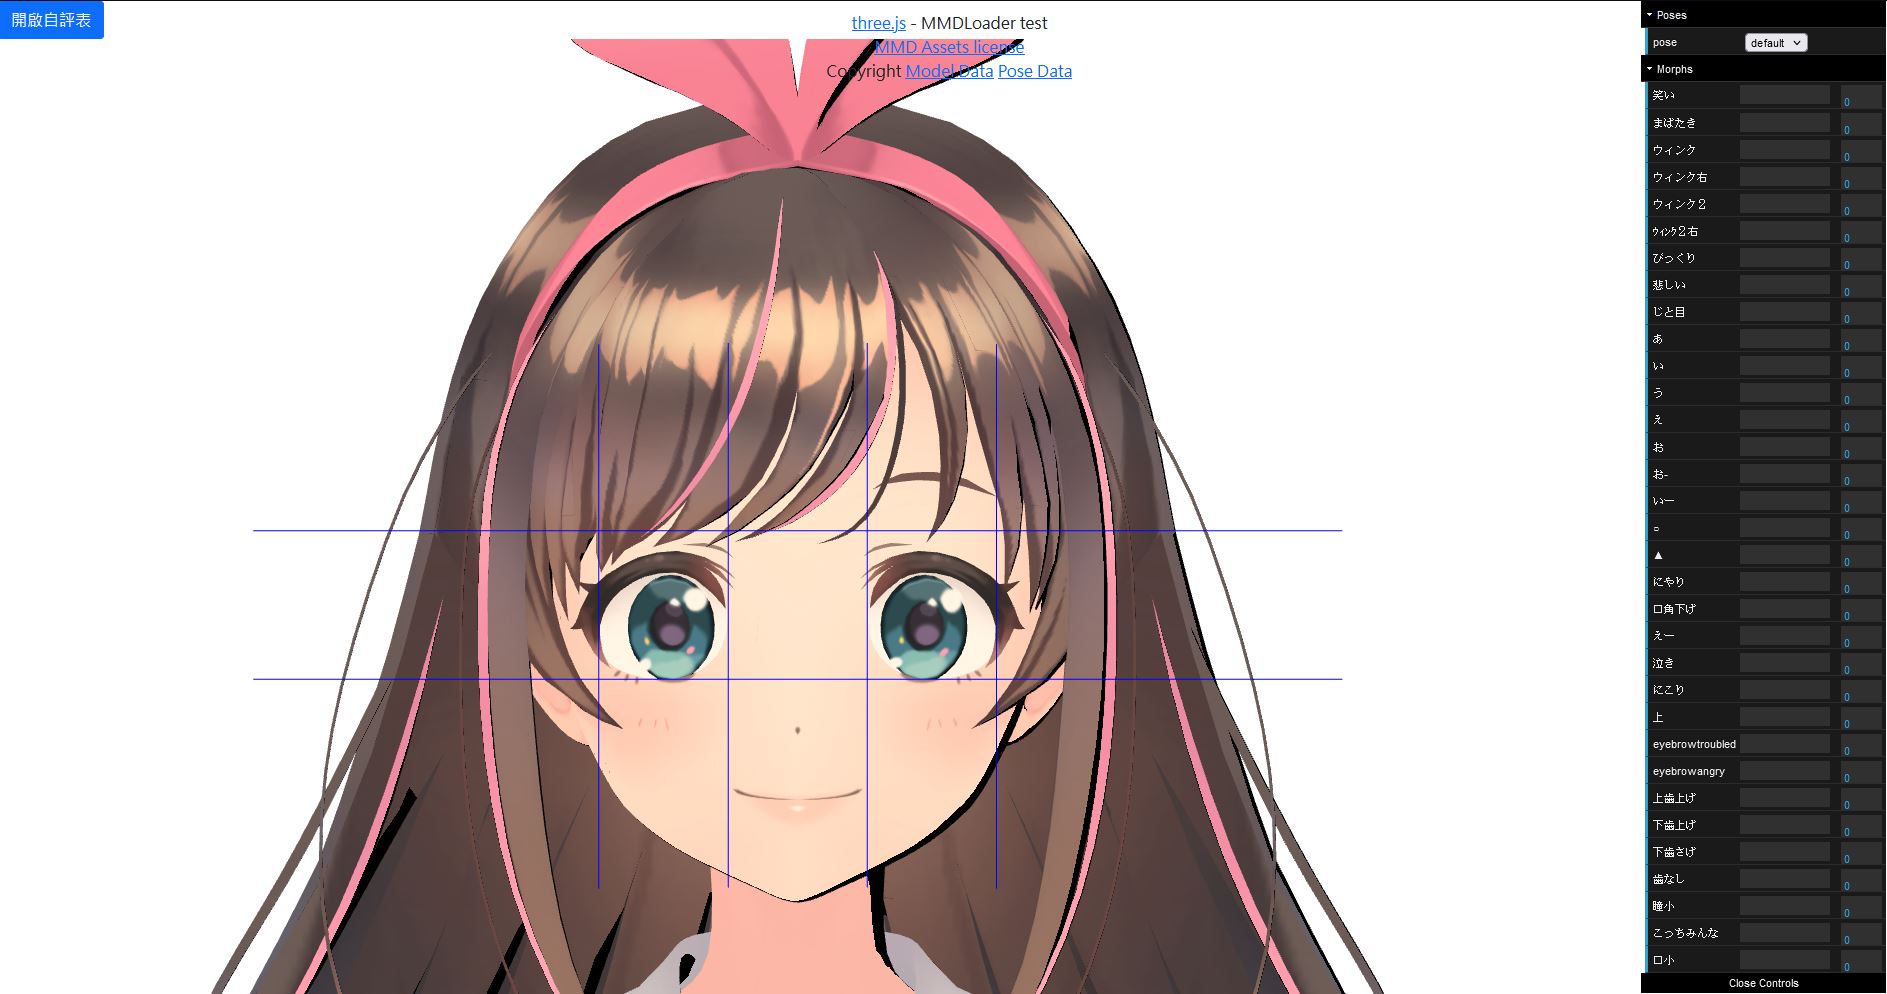 開啟自評表
three.js - MMDLoader test
MMD Assets license
Copyright Model Data Pose Data
Poses
pose default
Morphs
笑い 0
まばたき 0
ウィンク 0
ウィンク右 0
ウィンク２ 0
ｳｨﾝｸ２右 0
びっくり 0
悲しい 0
じと目 0
あ 0
い 0
う 0
え 0
お 0
お- 0
いー 0
▫ 0
▲ 0
にやり 0
口角下げ 0
えー 0
泣き 0
にこり 0
上 0
eyebrowtroubled 0
eyebrowangry 0
上歯上げ 0
下歯上げ 0
下歯さげ 0
歯なし 0
瞳小 0
こっちみんな 0
口小 0
Close Controls